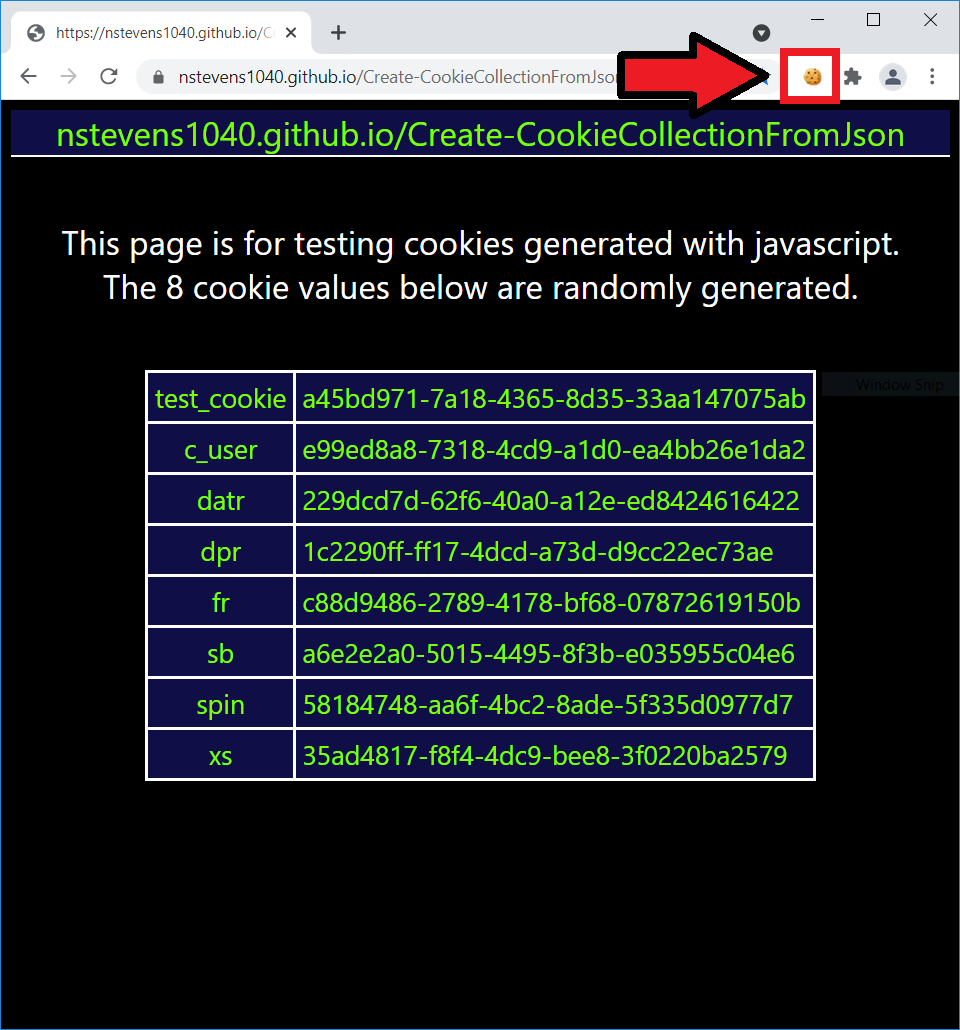 https://nstevens1040.github.io/C
nstevens1040.github.io/Create-CookieCollectionFromJson
nstevens1040.github.io/Create-CookieCollectionFromJson
This page is for testing cookies generated with javascript.
The 8 cookie values below are randomly generated.
Window Snip
test_cookie a45bd971-7a18-4365-8d35-33aa147075ab
c_user e99ed8a8-7318-4cd9-a1d0-ea4bb26e1da2
datr 229dcd7d-62f6-40a0-a12e-ed8424616422
dpr 1c2290ff-ff17-4dcd-a73d-d9cc22ec73ae
fr c88d9486-2789-4178-bf68-07872619150b
sb a6e2e2a0-5015-4495-8f3b-e035955c04e6
spin 58184748-aa6f-4bc2-8ade-5f335d0977d7
xs 35ad4817-f8f4-4dc9-bee8-3f0220ba2579